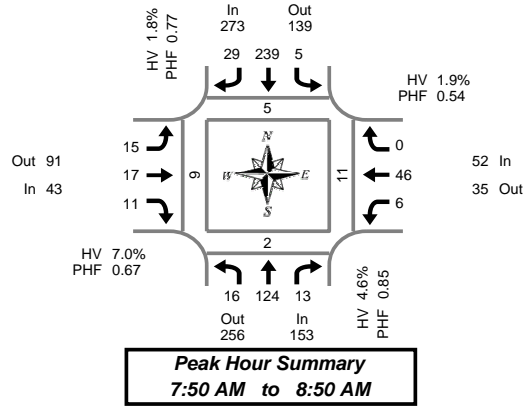 In Out
273 139
HV 1.8%
PHF 0.77
29 239 5
HV 1.9%
PHF 0.54
5
15
17
11
9
N
W E
S
11
0
46
6
Out 91
In 43
52 In
35 Out
2
HV 7.0%
PHF 0.67
16 124 13
HV 4.6%
PHF 0.85
Out In
256 153
Peak Hour Summary
7:50 AM to 8:50 AM